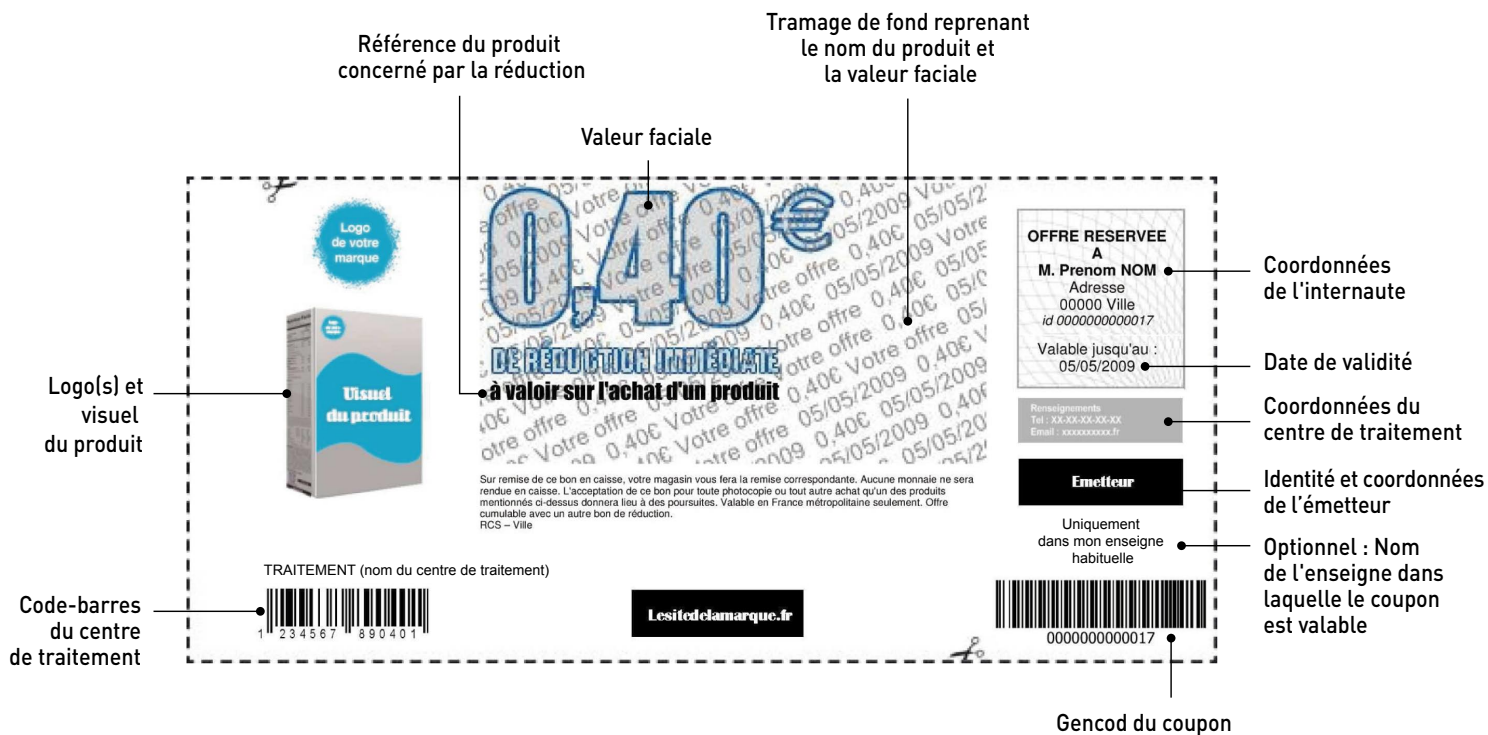 Référence du produit
concerné par la réduction
Tramage de fond reprenant
le nom du produit et
la valeur faciale
Valeur faciale
Logo
de votre
marque
0,40€
DE RÉDUCTION IMMÉDIATE
à valoir sur l'achat d'un produit
Visuel
du produit
OFFRE RESERVEE
A
M. Prenom NOM
Adresse
00000 Ville
id 0000000000017
Valable jusqu'au :
05/05/2009
Coordonnées
de l'internaute
Date de validité
Logo(s) et
visuel
du produit
Renseignements
Tel : XX-XX-XX-XX-XX
Email : xxxxxxxxxx.fr
Coordonnées du
centre de traitement
Sur remise de ce bon en caisse, votre magasin vous fera la remise correspondante. Aucune monnaie ne sera
rendue en caisse. L'acceptation de ce bon pour toute photocopie ou tout autre achat qu'un des produits
mentionnés ci-dessus donnera lieu à des poursuites. Valable en France métropolitaine seulement. Offre
cumulable avec un autre bon de réduction.
RCS – Ville
Emetteur
Identité et coordonnées
de l'émetteur
Uniquement
dans mon enseigne
habituelle
Optionnel : Nom
de l'enseigne dans
laquelle le coupon
est valable
TRAITEMENT (nom du centre de traitement)
1 234567 890401
Code-barres
du centre
de traitement
Lesitedelamarque.fr
0000000000017
Gencod du coupon